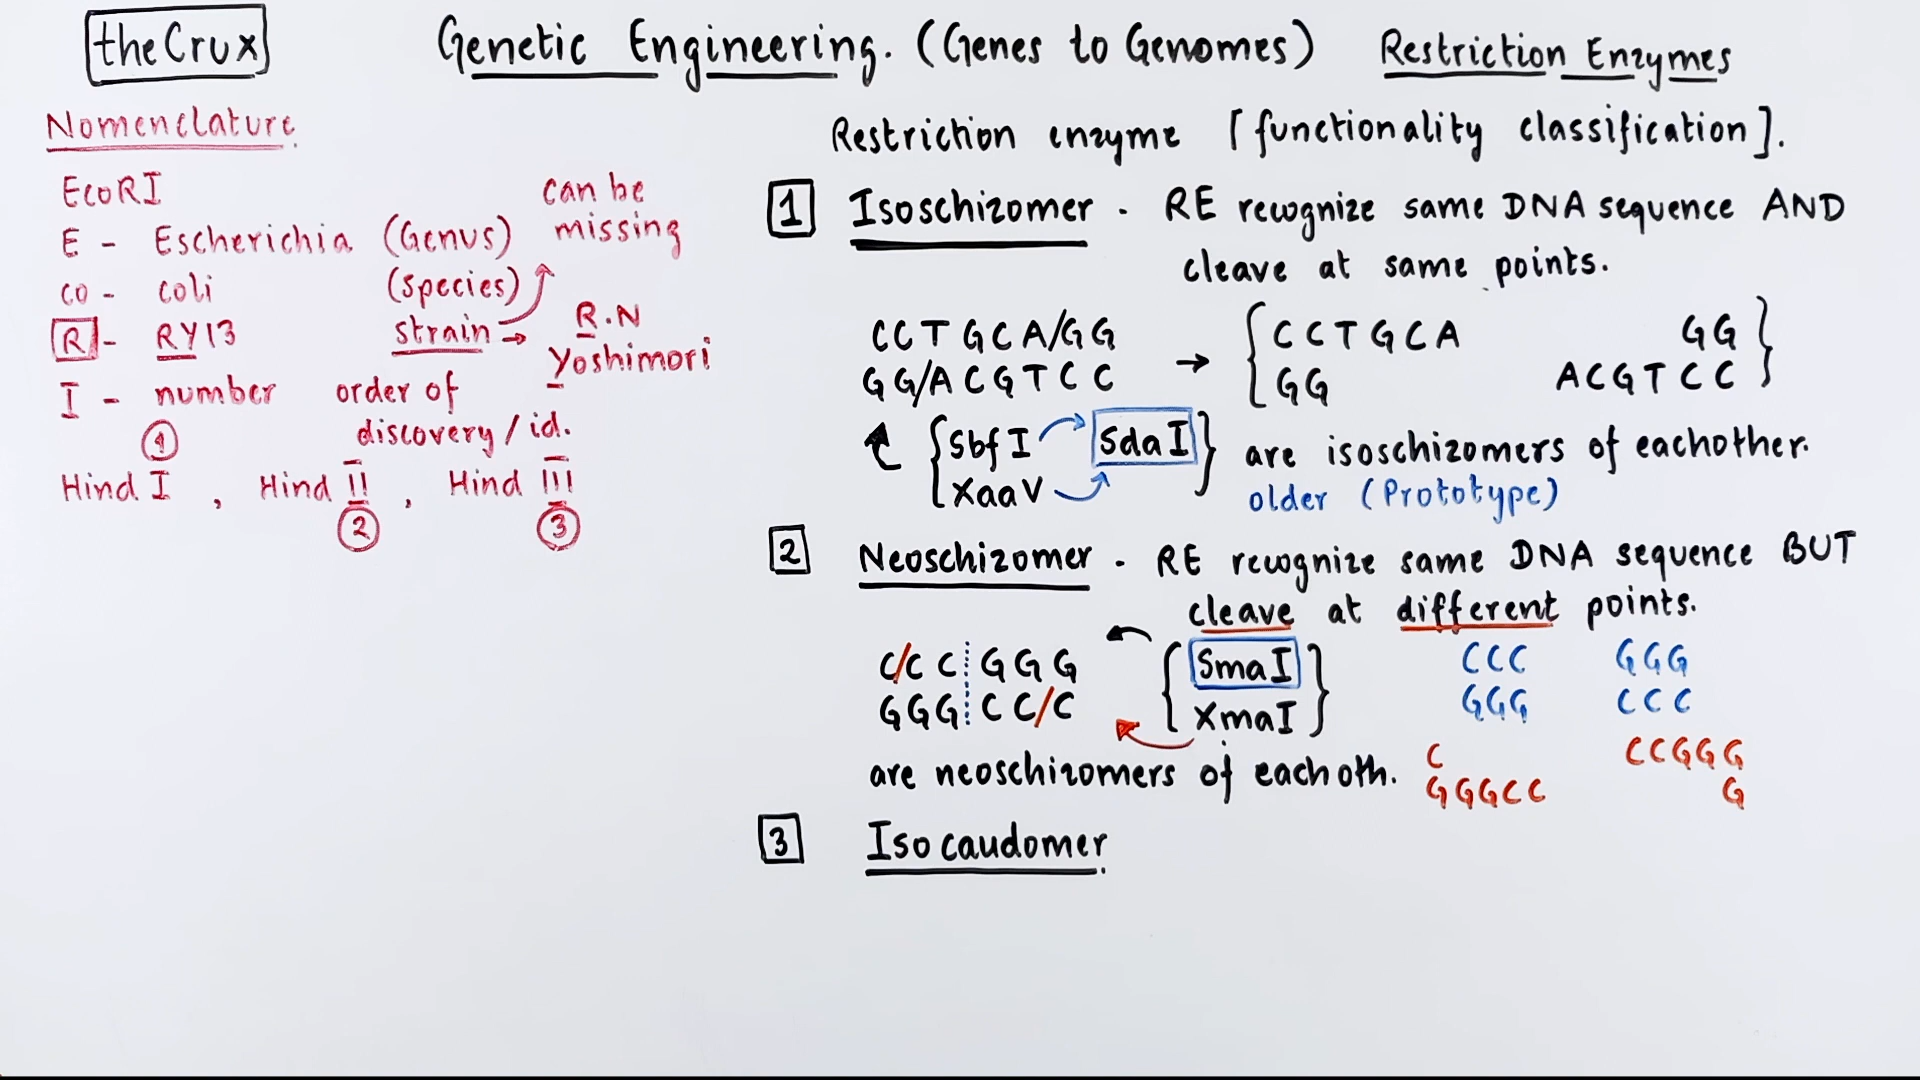 theCrux
Genetic Engineering. (Genes to Genomes) Restriction Enzymes
Nomenclature.
EcoRI
E - Escherichia (Genus)
co - coli (species)
can be
missing
R - RY13 strain → R.N
Yoshimori
I - number order of
discovery/id.
1
Hind I , Hind II , Hind III
2 3
Restriction enzyme [functionality classification].
1 Isoschizomer - RE recognize same DNA sequence AND
cleave at same points.
CCTGCA/GG → CCTGCA GG
GG/ACGTCC GG ACGTCC
SbfI SdaI are isoschizomers of eachother.
XaaV older (Prototype)
2 Neoschizomer - RE recognize same DNA sequence BUT
cleave at different points.
C/CC GGG SmaI CCC GGG
GGG CC/C XmaI GGG CCC
are neoschizomers of eachoth.
C CCGGG
GGGCC G
3 Isocaudomer.